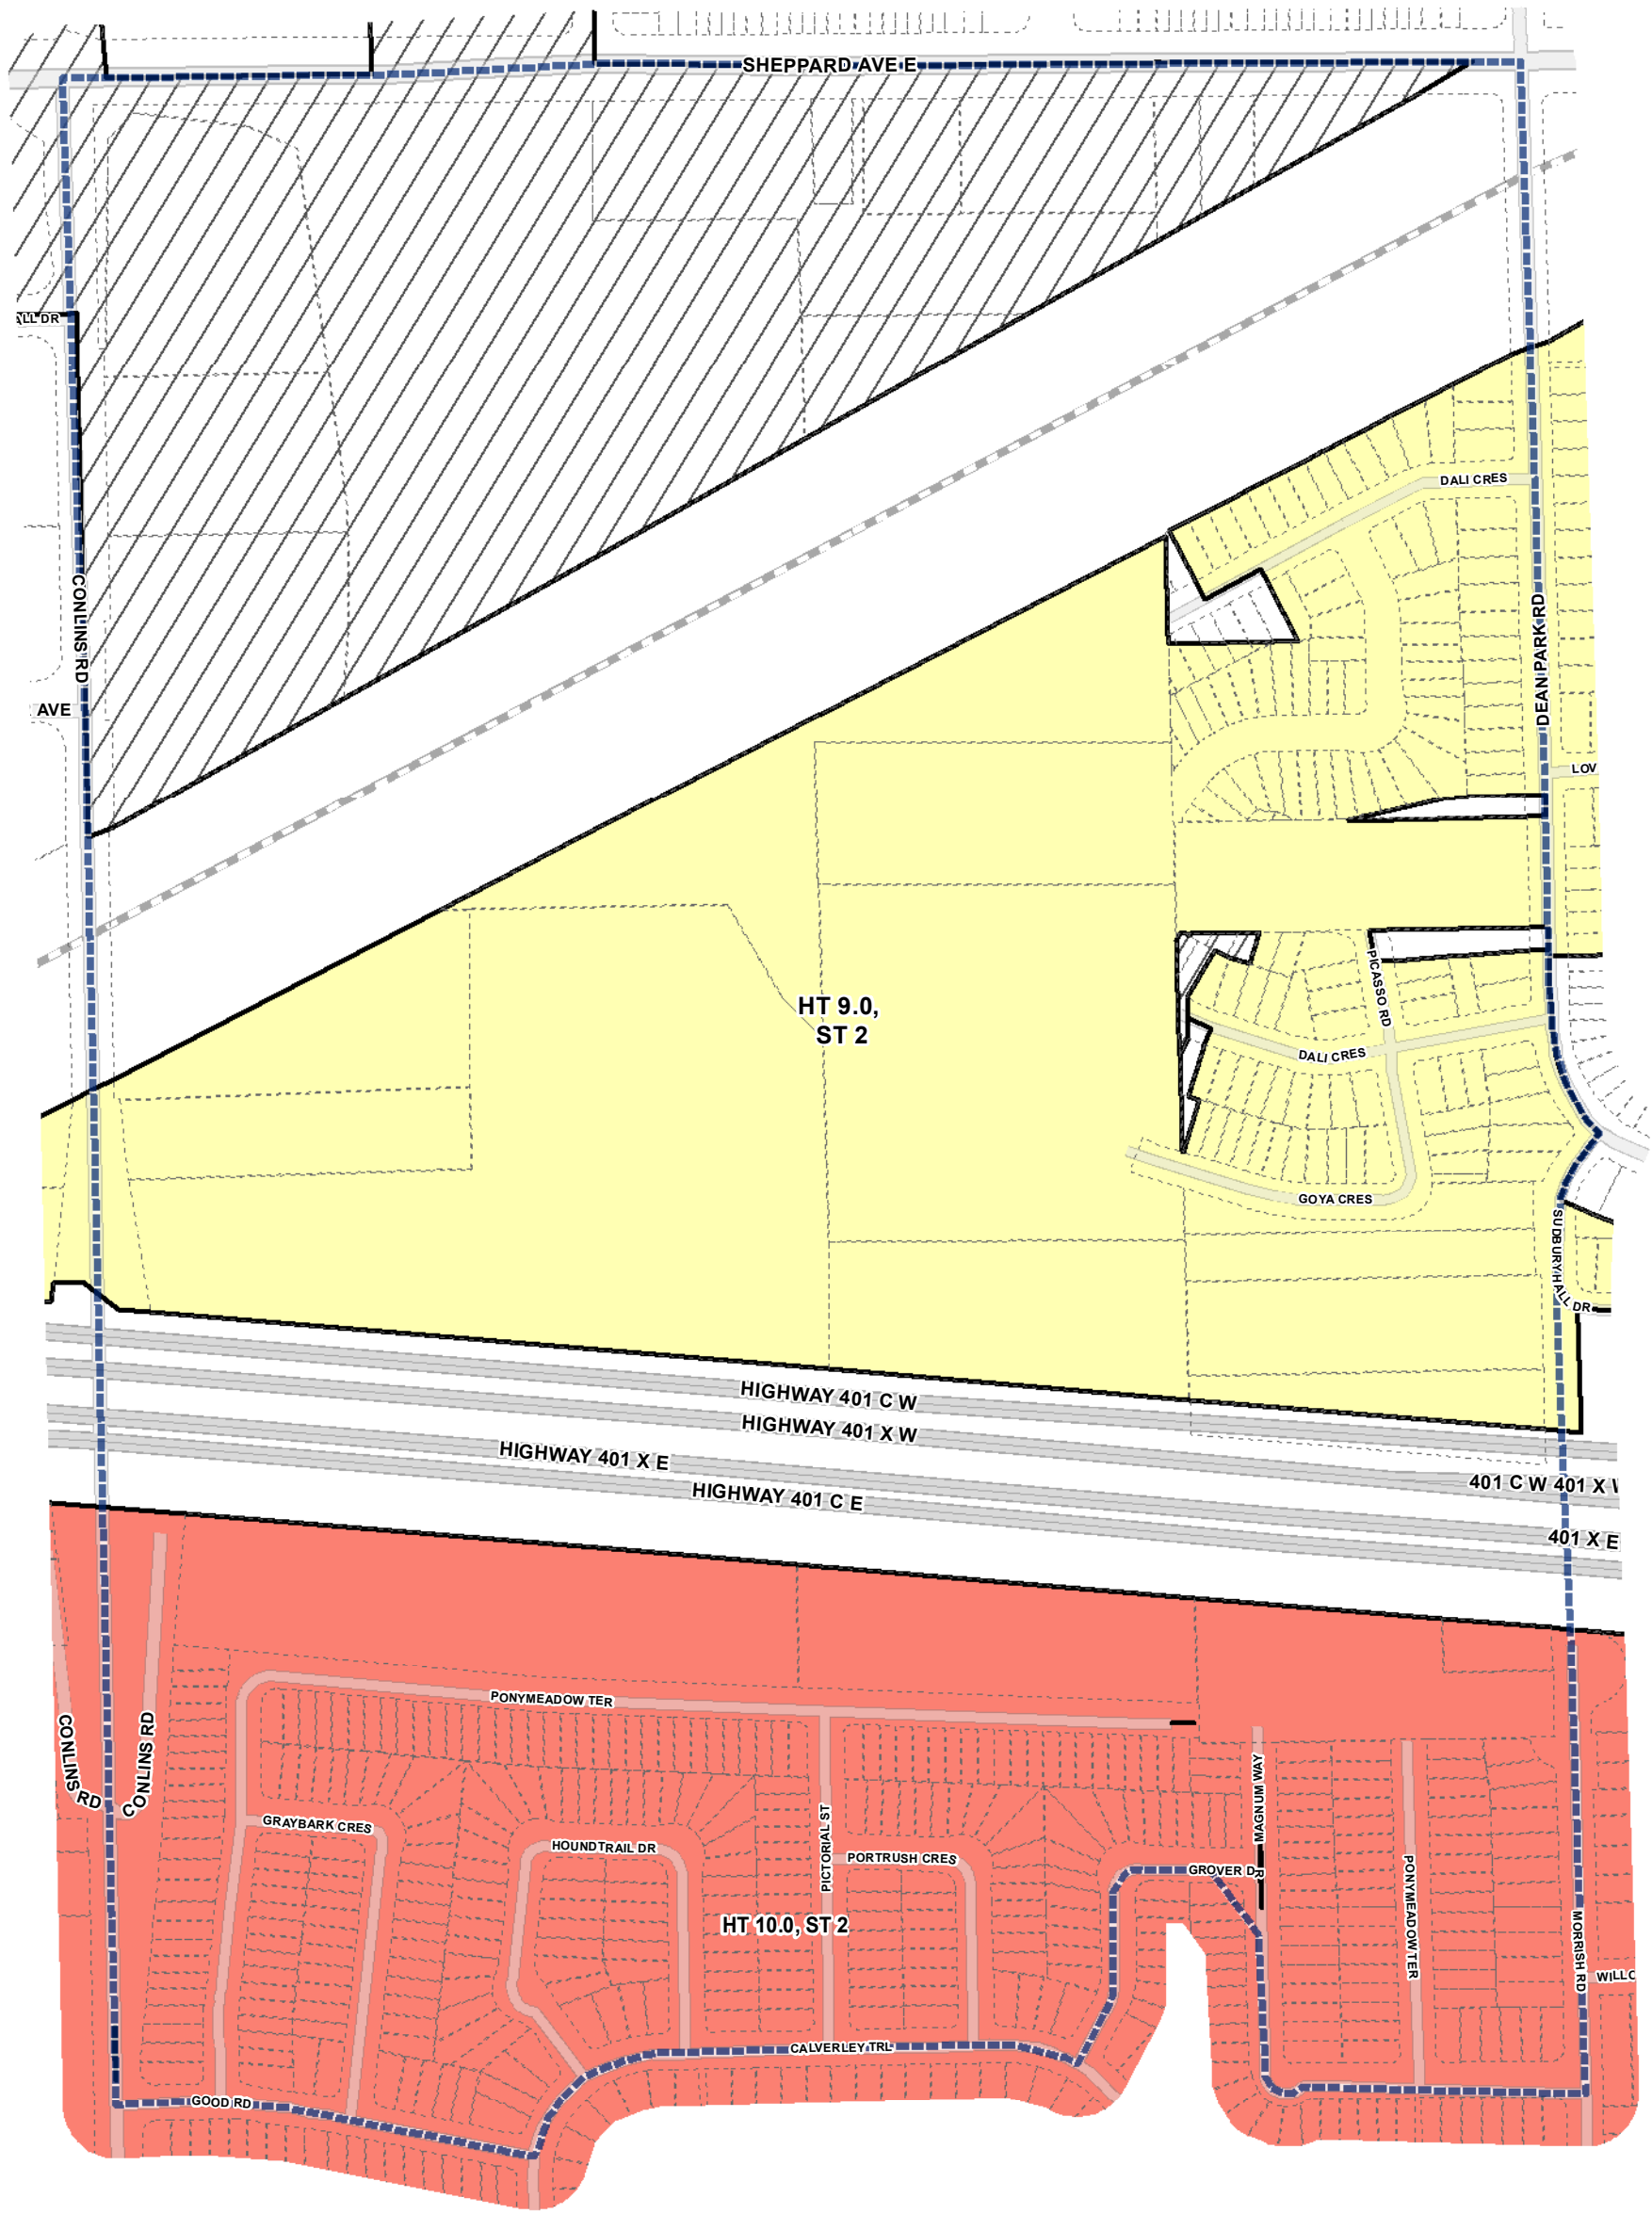 SHEPPARD AVE E
ALL DR
DALI CRES
CONLINS RD
DEAN PARK RD
AVE
LOV
PICASSO RD
HT 9.0,
ST 2
DALI CRES
GOYA CRES
SUDBURY HALL DR
HIGHWAY 401 C W
HIGHWAY 401 X W
HIGHWAY 401 X E
401 C W 401 X W
HIGHWAY 401 C E
401 X E
PONYMEADOW TER
CONLINS RD
CONLINS RD
MAGNUM WAY
GRAYBARK CRES
HOUNDTRAIL DR
PICTORIAL ST
PORTRUSH CRES
GROVER DR
PONYMEADOW TER
HT 10.0, ST 2
MORRISH RD
WILLO
CALVERLEY TRL
GOOD RD